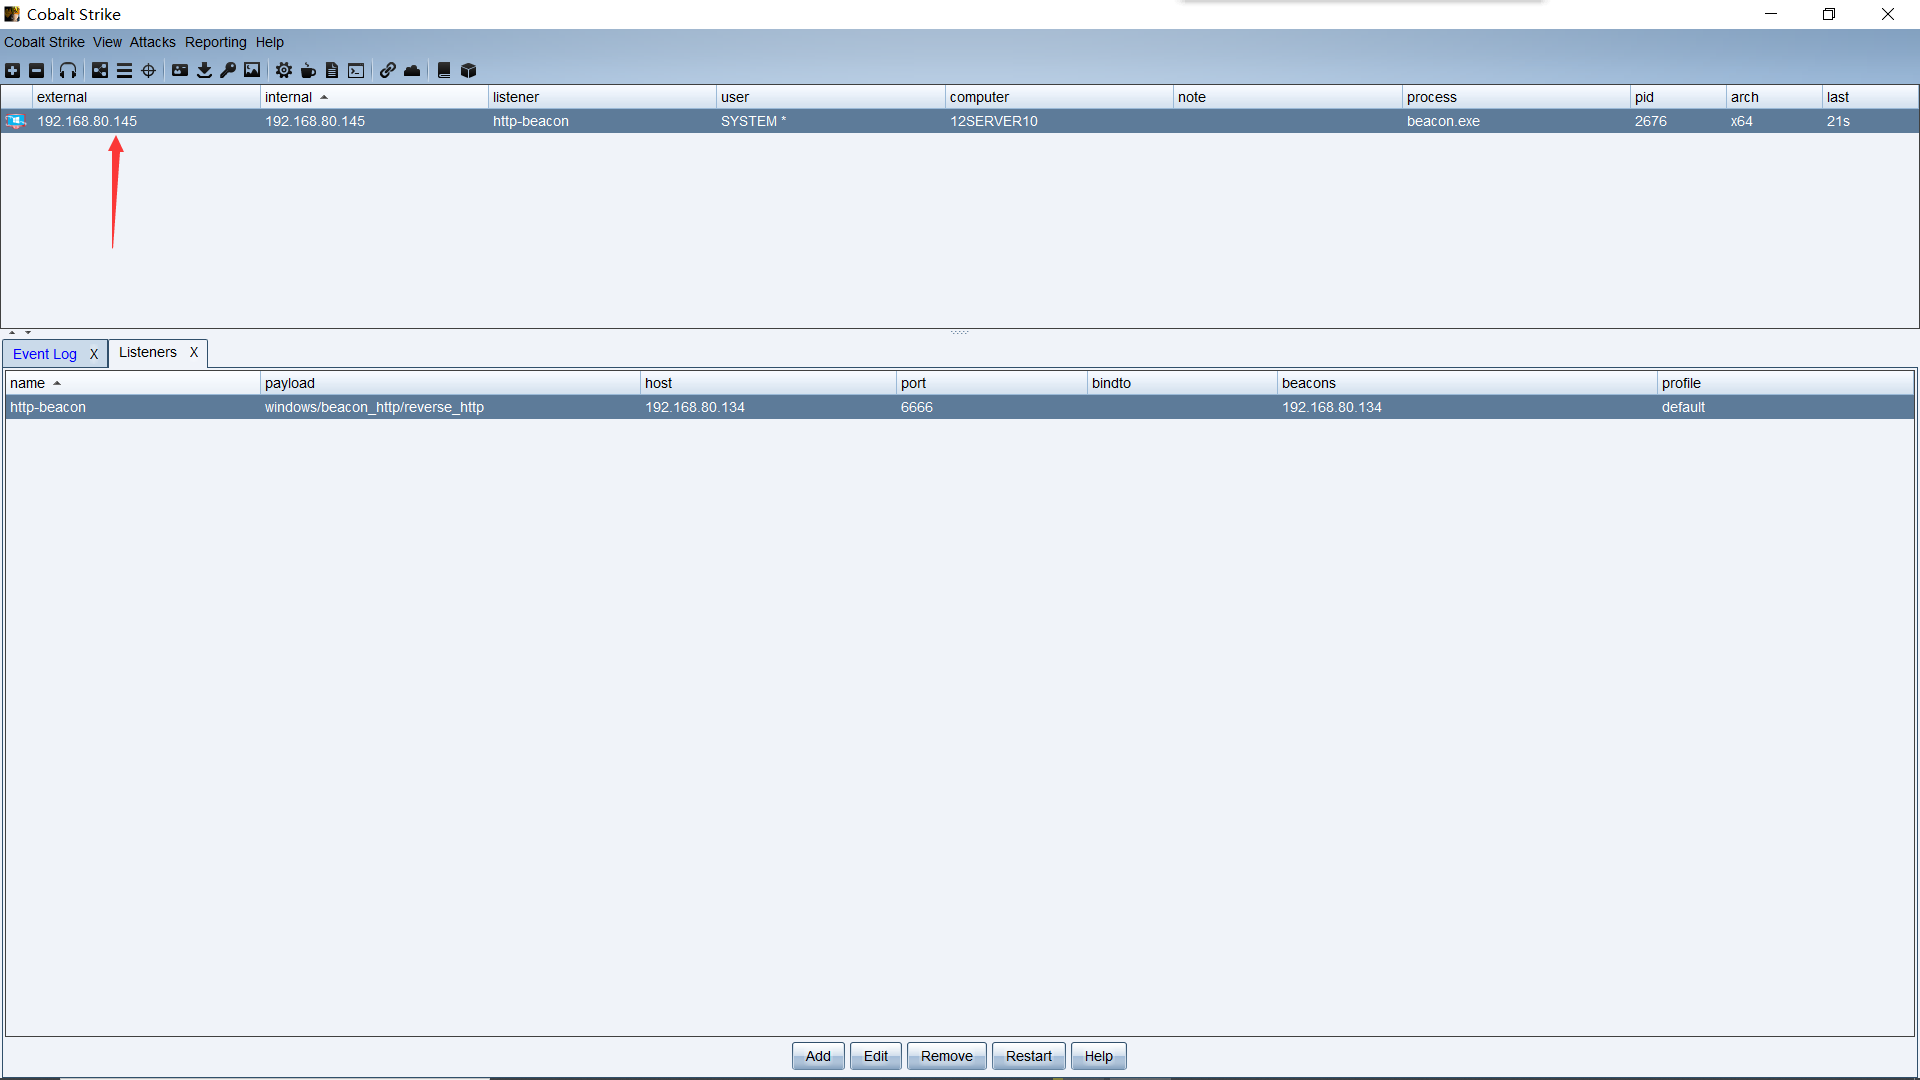 Cobalt Strike
Cobalt Strike View Attacks Reporting Help
external internal listener user computer note process pid arch last
192.168.80.145 192.168.80.145 http-beacon SYSTEM * 12SERVER10 beacon.exe 2676 x64 21s
Event Log X Listeners X
name payload host port bindto beacons profile
http-beacon windows/beacon_http/reverse_http 192.168.80.134 6666 192.168.80.134 default
Add Edit Remove Restart Help